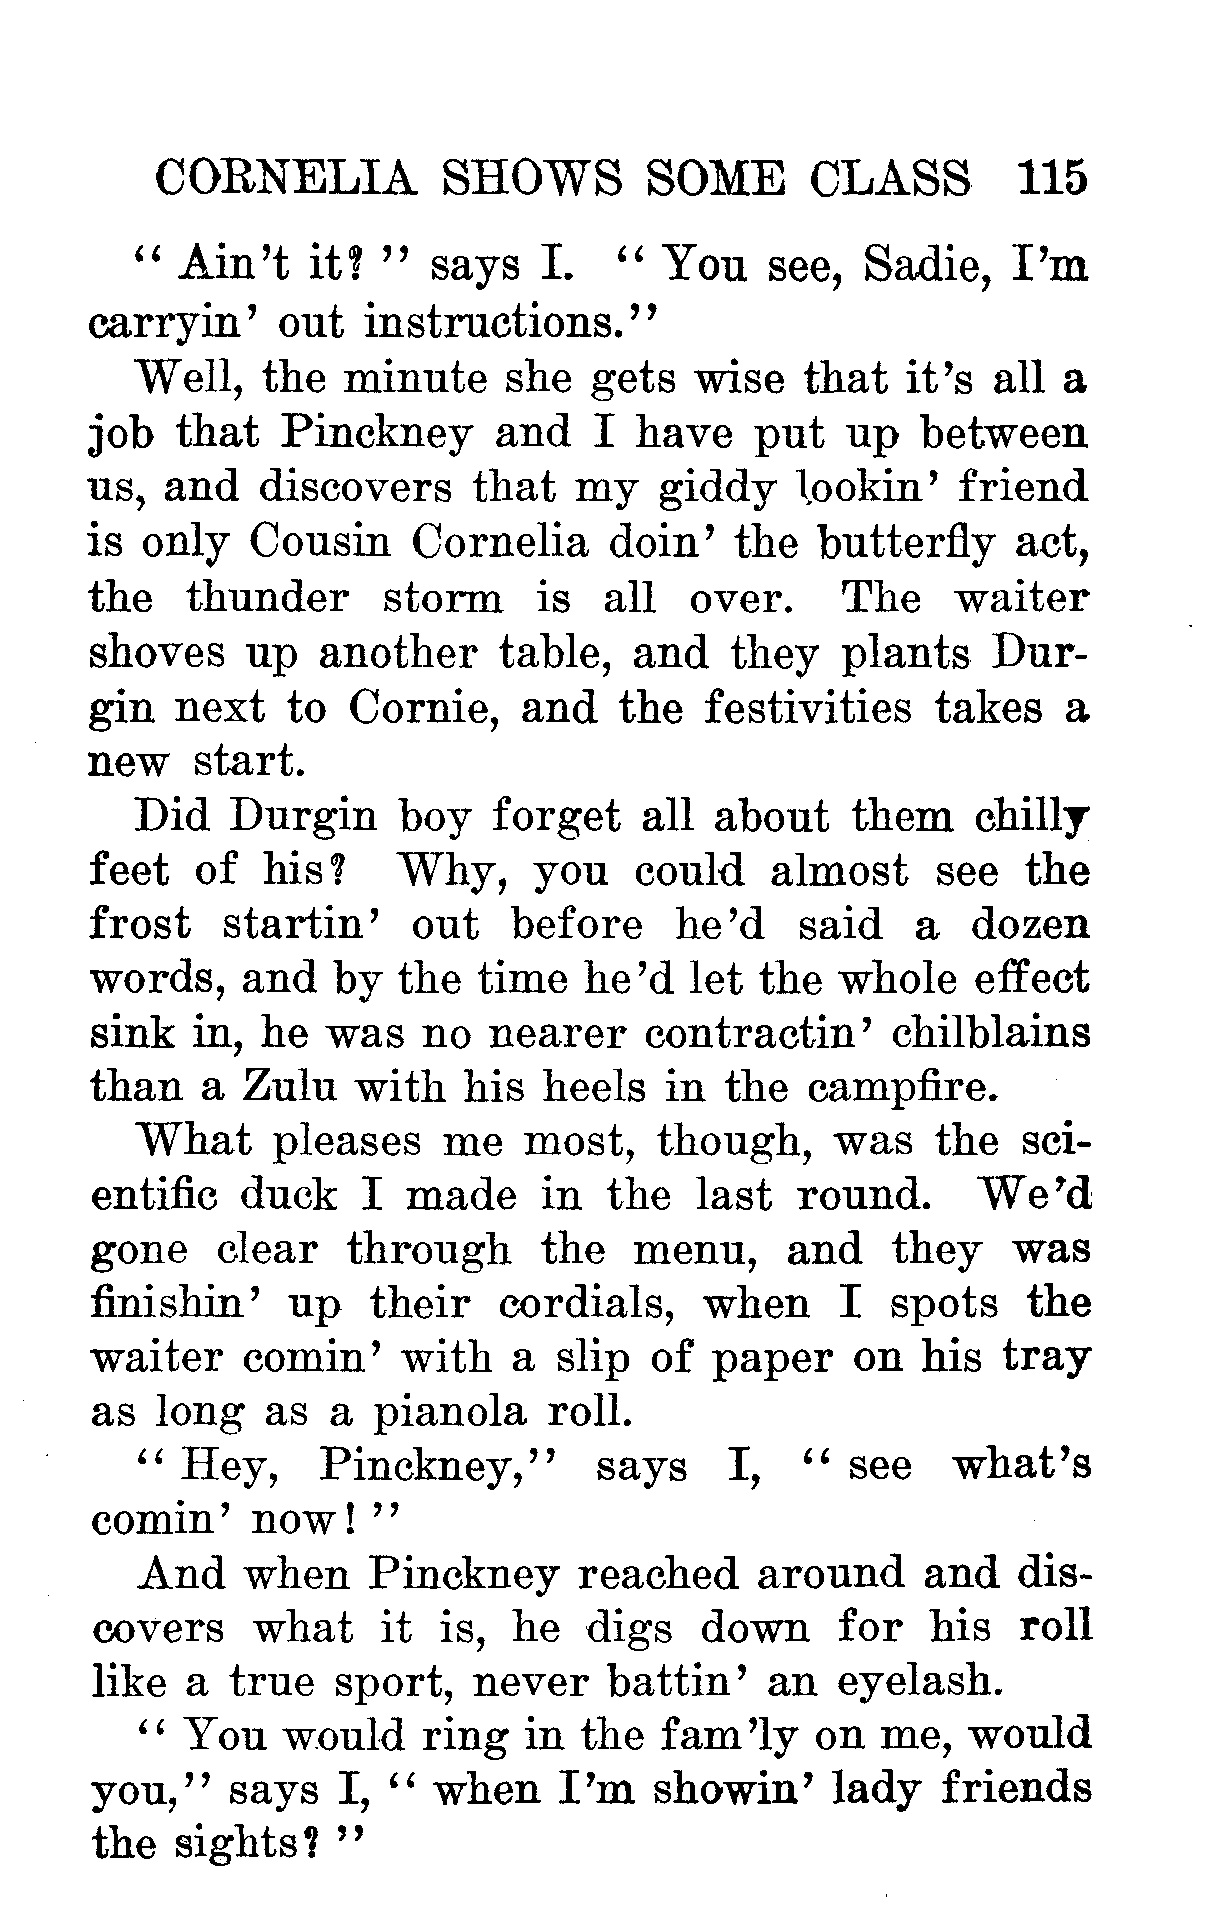 CORNELIA SHOWS SOME CLASS 115
“ Ain’t it? ” says I. “ You see, Sadie, I’m
carryin’ out instructions.”
Well, the minute she gets wise that it’s all a
job that Pinckney and I have put up between
us, and discovers that my giddy lookin’ friend
is only Cousin Cornelia doin’ the butterfly act,
the thunder storm is all over. The waiter
shoves up another table, and they plants Dur-
gin next to Cornie, and the festivities takes a
new start.
Did Durgin boy forget all about them chilly
feet of his? Why, you could almost see the
frost startin’ out before he’d said a dozen
words, and by the time he’d let the whole effect
sink in, he was no nearer contractin’ chilblains
than a Zulu with his heels in the campfire.
What pleases me most, though, was the sci-
entific duck I made in the last round. We’d
gone clear through the menu, and they was
finishin’ up their cordials, when I spots the
waiter comin’ with a slip of paper on his tray
as long as a pianola roll.
“ Hey, Pinckney,” says I, “ see what’s
comin’ now! ”
And when Pinckney reached around and dis-
covers what it is, he digs down for his roll
like a true sport, never battin’ an eyelash.
“ You would ring in the fam’ly on me, would
you,” says I, “ when I’m showin’ lady friends
the sights? ”